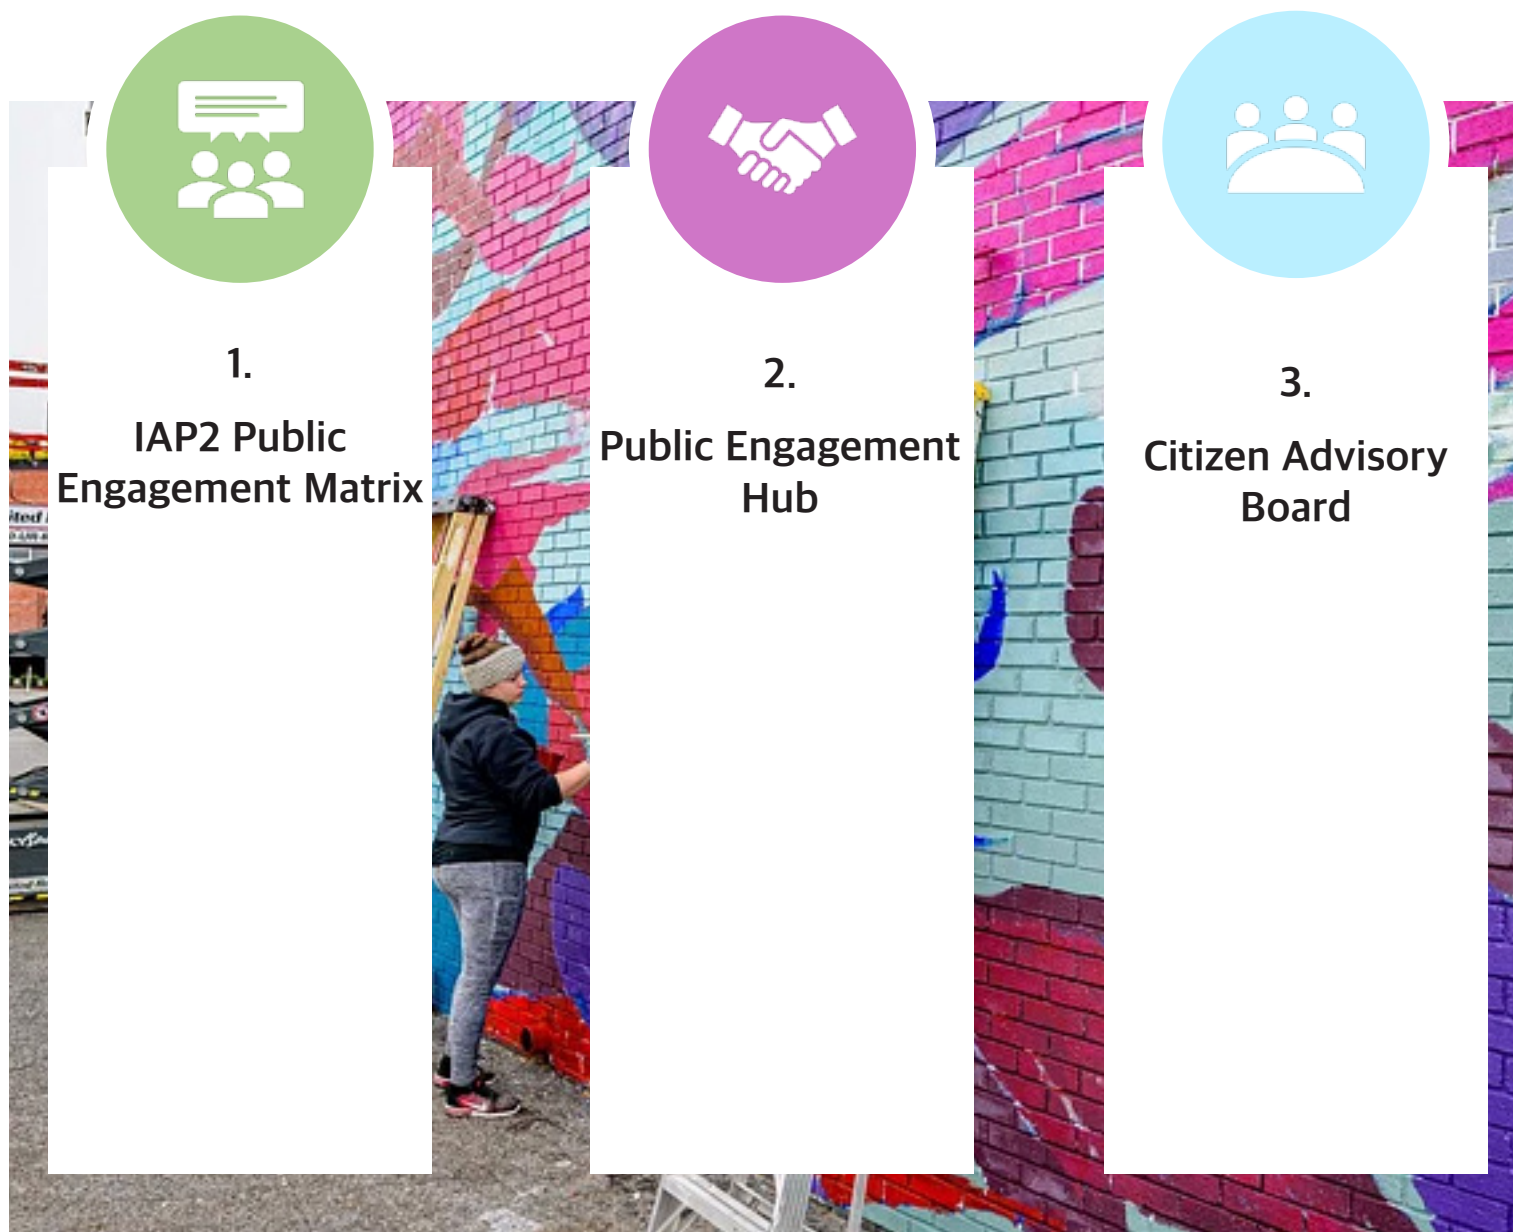 1.
IAP2 Public
Engagement Matrix
2.
Public Engagement
Hub
3.
Citizen Advisory
Board